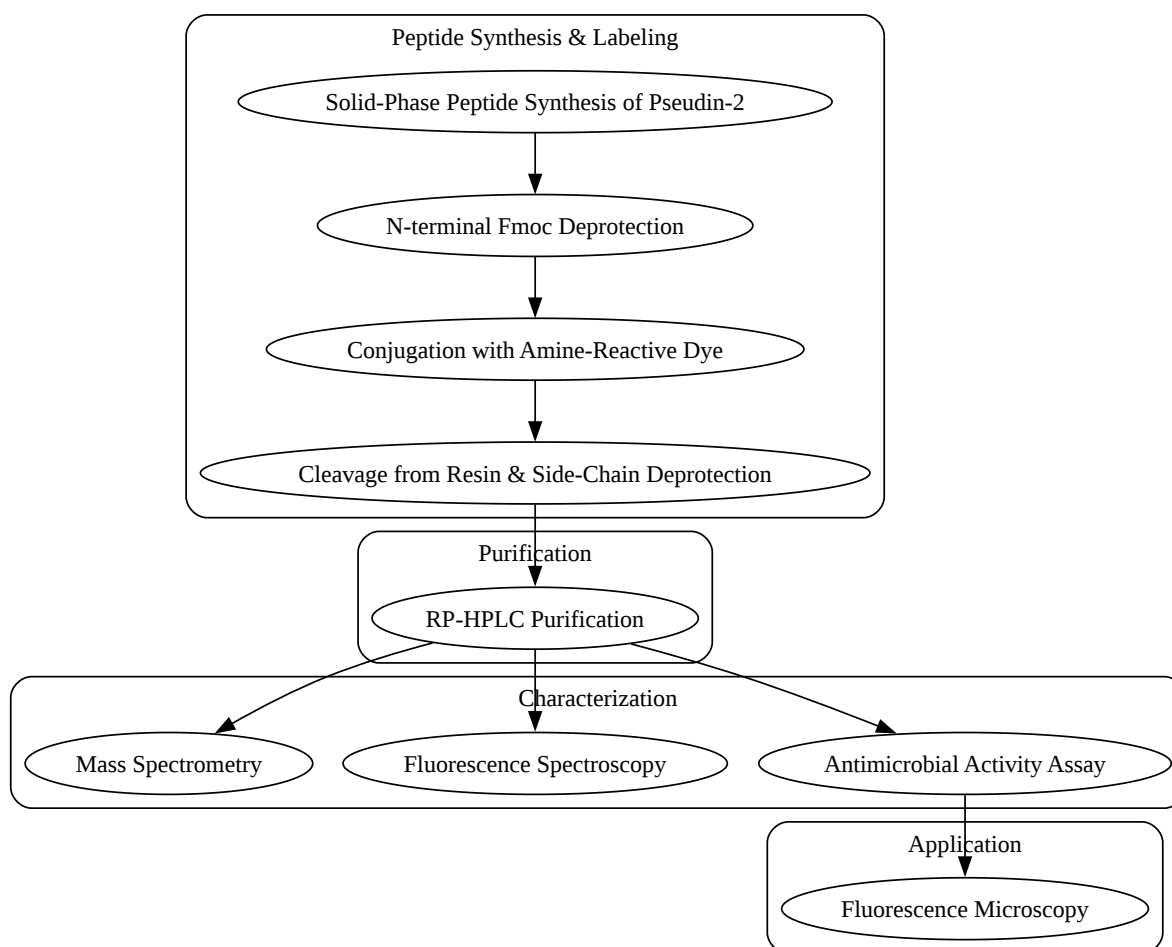 Peptide Synthesis & Labeling
Solid-Phase Peptide Synthesis of Pseudin-2
N-terminal Fmoc Deprotection
Conjugation with Amine-Reactive Dye
Cleavage from Resin & Side-Chain Deprotection
Purification
RP-HPLC Purification
Characterization
Mass Spectrometry
Fluorescence Spectroscopy
Antimicrobial Activity Assay
Application
Fluorescence Microscopy